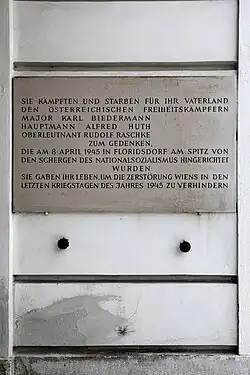 SIE KÄMPFTEN UND STARBEN FÜR IHR VATERLAND
DEN ÖSTERREICHISCHEN FREIHEITSKÄMPFERN
MAJOR KARL BIEDERMANN
HAUPTMANN ALFRED HUTH
OBERLEUTNANT RUDOLF RASCHKE
ZUM GEDENKEN,
DIE AM 8 APRIL 1945 IN FLORIDSDORF AM SPITZ VON
DEN SCHERGEN DES NATIONALSOZIALISMUS HINGERICHTET
WURDEN
SIE GABEN IHR LEBEN, UM DIE ZERSTÖRUNG WIENS IN DEN
LETZTEN KRIEGSTAGEN DES JAHRES 1945 ZU VERHINDERN